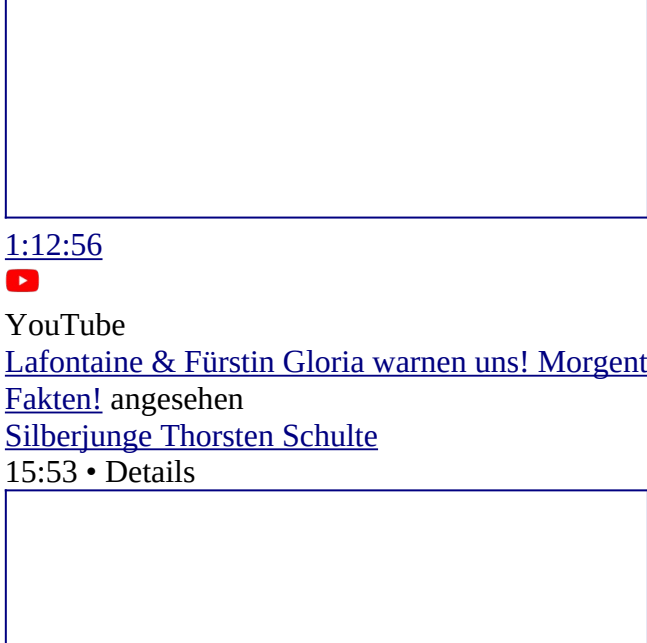 1:12:56
YouTube
Lafontaine & Fürstin Gloria warnen uns! Morgent
Fakten! angesehen
Silberjunge Thorsten Schulte
15:53 • Details